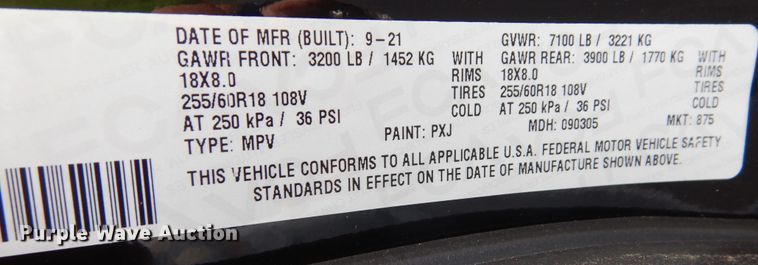 DATE OF MFR (BUILT): 9-21 GVWR: 7100 LB / 3221 KG
GAWR FRONT: 3200 LB / 1452 KG WITH GAWR REAR: 3900 LB / 1770 KG WITH
18X8.0 RIMS 18X8.0 RIMS
255/60R18 108V TIRES 255/60R18 108V TIRES
AT 250 kPa / 36 PSI COLD AT 250 kPa / 36 PSI COLD
TYPE: MPV PAINT: PXJ MDH: 090305 MKT: 875
THIS VEHICLE CONFORMS TO ALL APPLICABLE U.S.A. FEDERAL MOTOR VEHICLE SAFETY
STANDARDS IN EFFECT ON THE DATE OF MANUFACTURE SHOWN ABOVE.
Purple Wave Auction